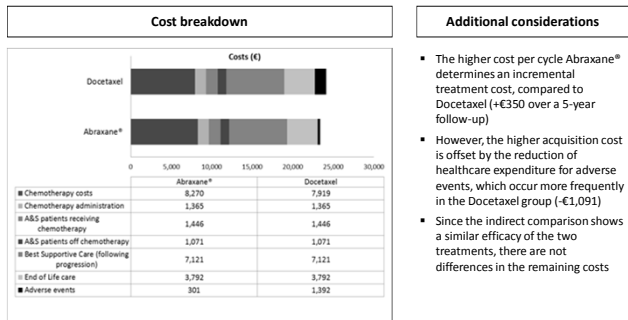 Cost breakdown
Costs (€)
Docetaxel
Abraxane®
0 5,000 10,000 15,000 20,000 25,000 30,000
Abraxane® Docetaxel
Chemotherapy costs 8,270 7,919
Chemotherapy administration 1,365 1,365
A&S patients receiving
chemotherapy 1,446 1,446
A&S patients off chemotherapy 1,071 1,071
Best Supportive Care (following
progression) 7,121 7,121
End of Life care 3,792 3,792
Adverse events 301 1,392
Additional considerations
▪ The higher cost per cycle Abraxane®
determines an incremental
treatment cost, compared to
Docetaxel (+€350 over a 5-year
follow-up)
▪ However, the higher acquisition cost
is offset by the reduction of
healthcare expenditure for adverse
events, which occur more frequently
in the Docetaxel group (-€1,091)
▪ Since the indirect comparison shows
a similar efficacy of the two
treatments, there are not
differences in the remaining costs